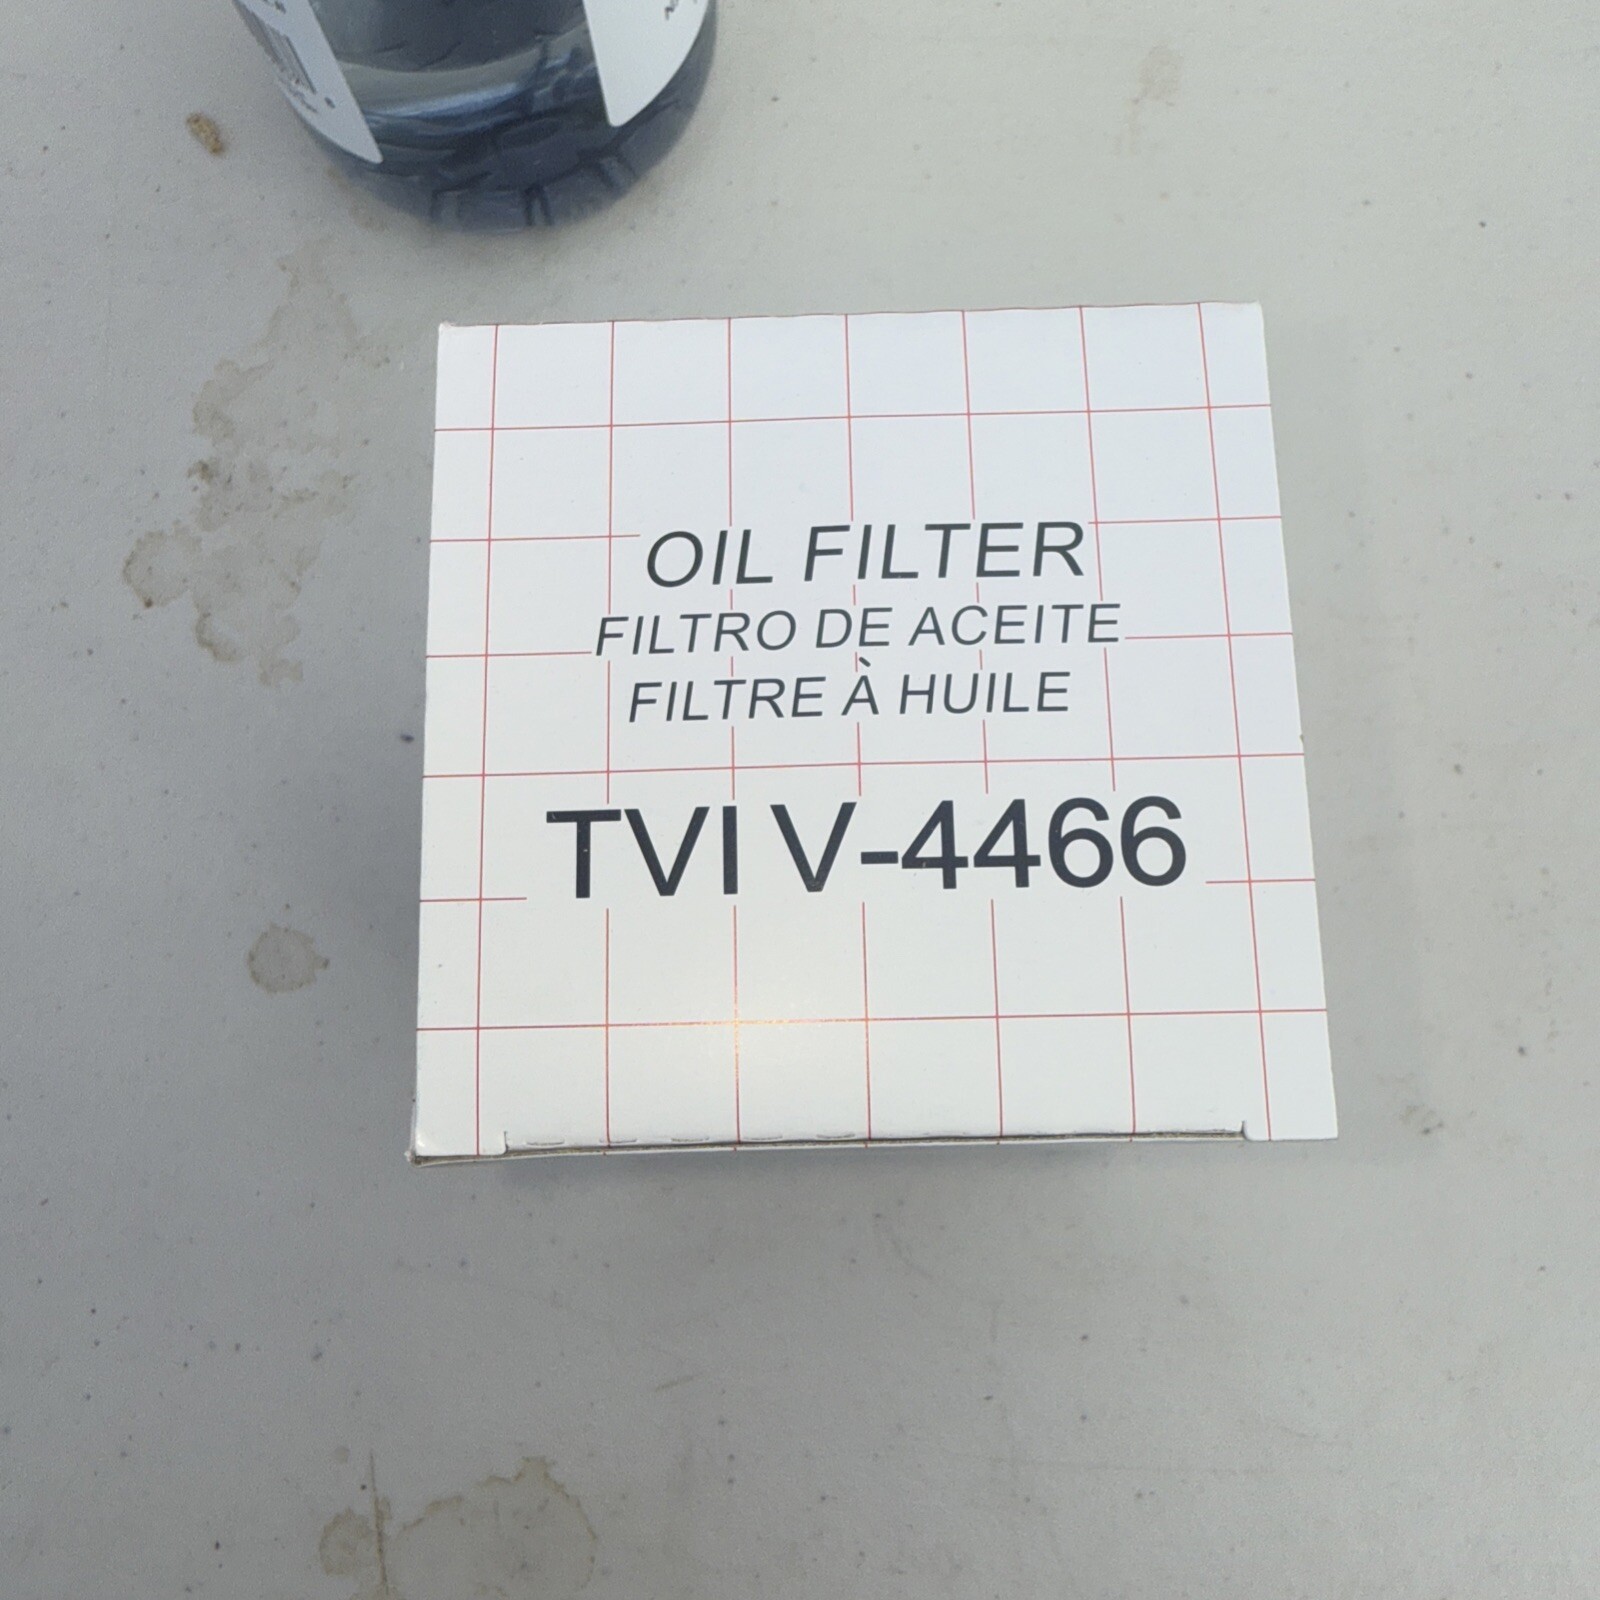 OIL FILTER
FILTRO DE ACEITE
FILTRE À HUILE
TVI V-4466